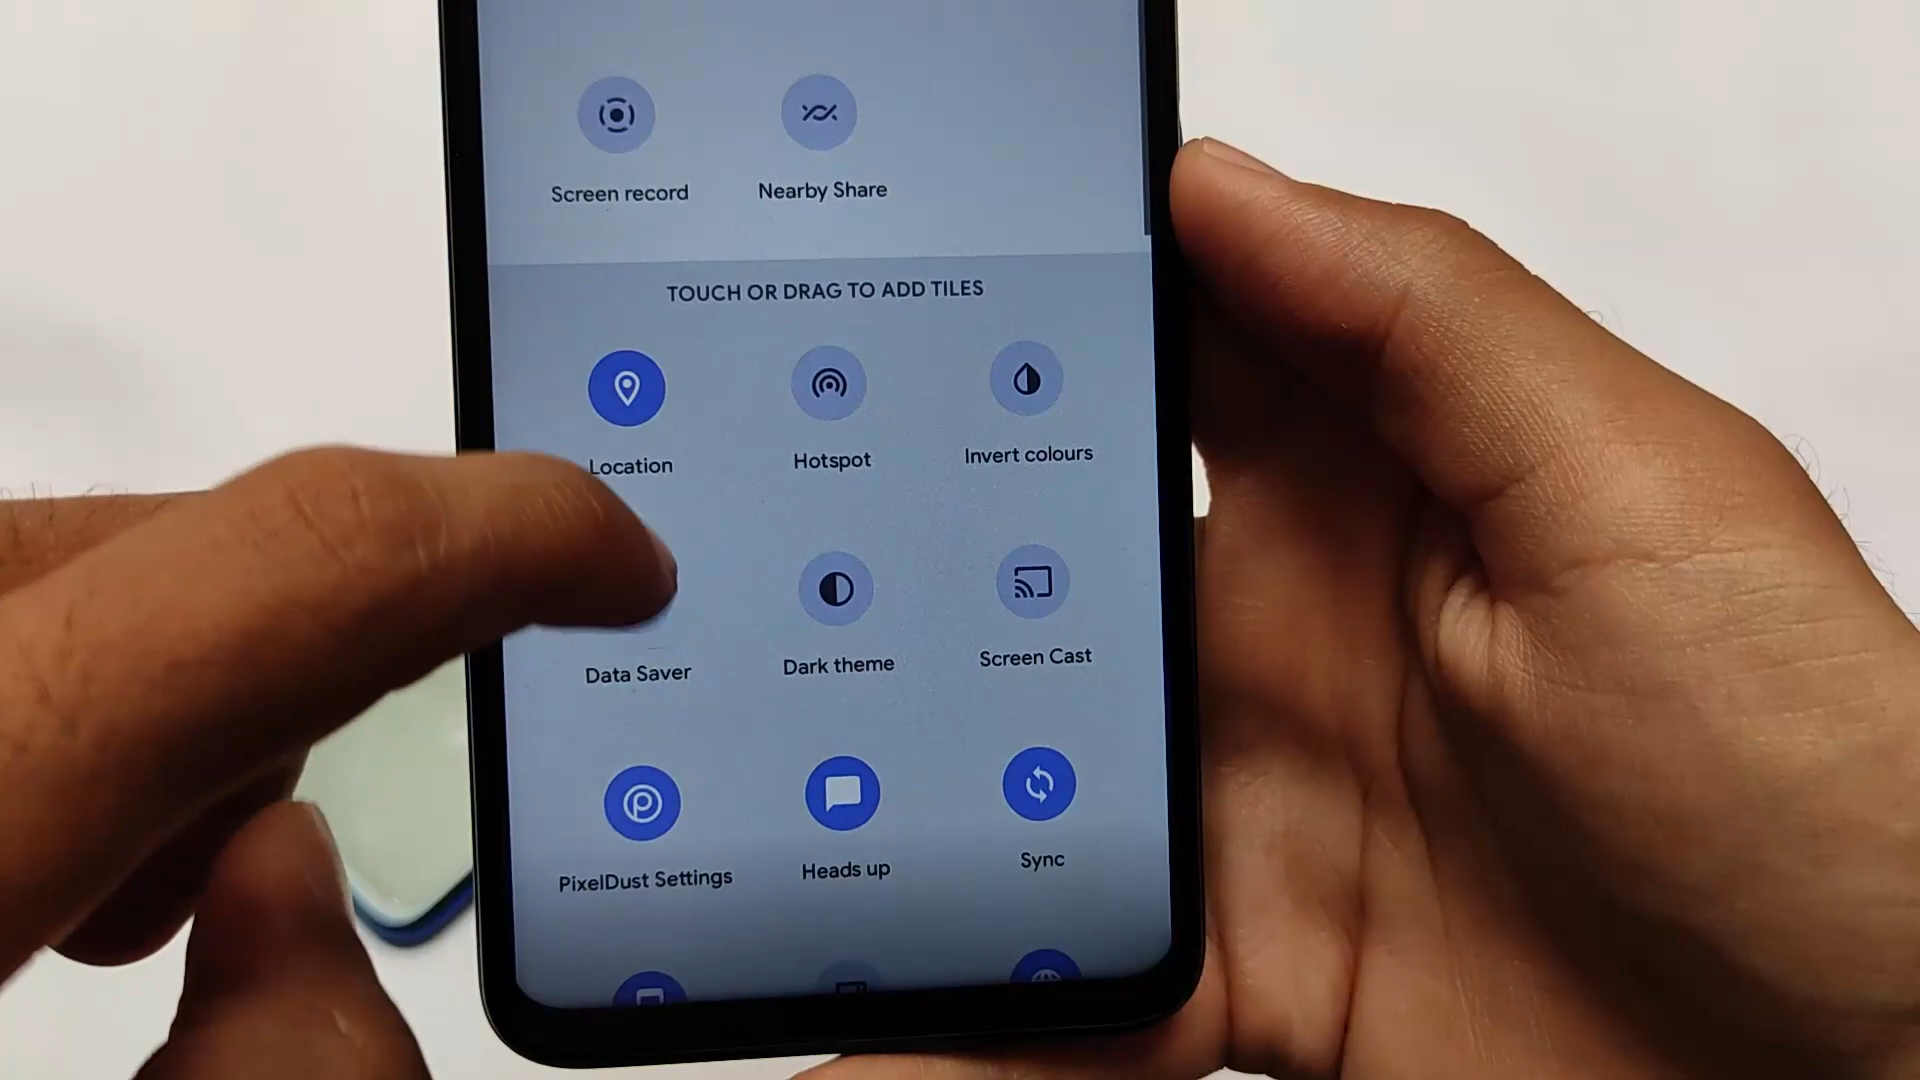 Screen record
Nearby Share
TOUCH OR DRAG TO ADD TILES
Location
Hotspot
Invert colours
Data Saver
Dark theme
Screen Cast
PixelDust Settings
Heads up
Sync